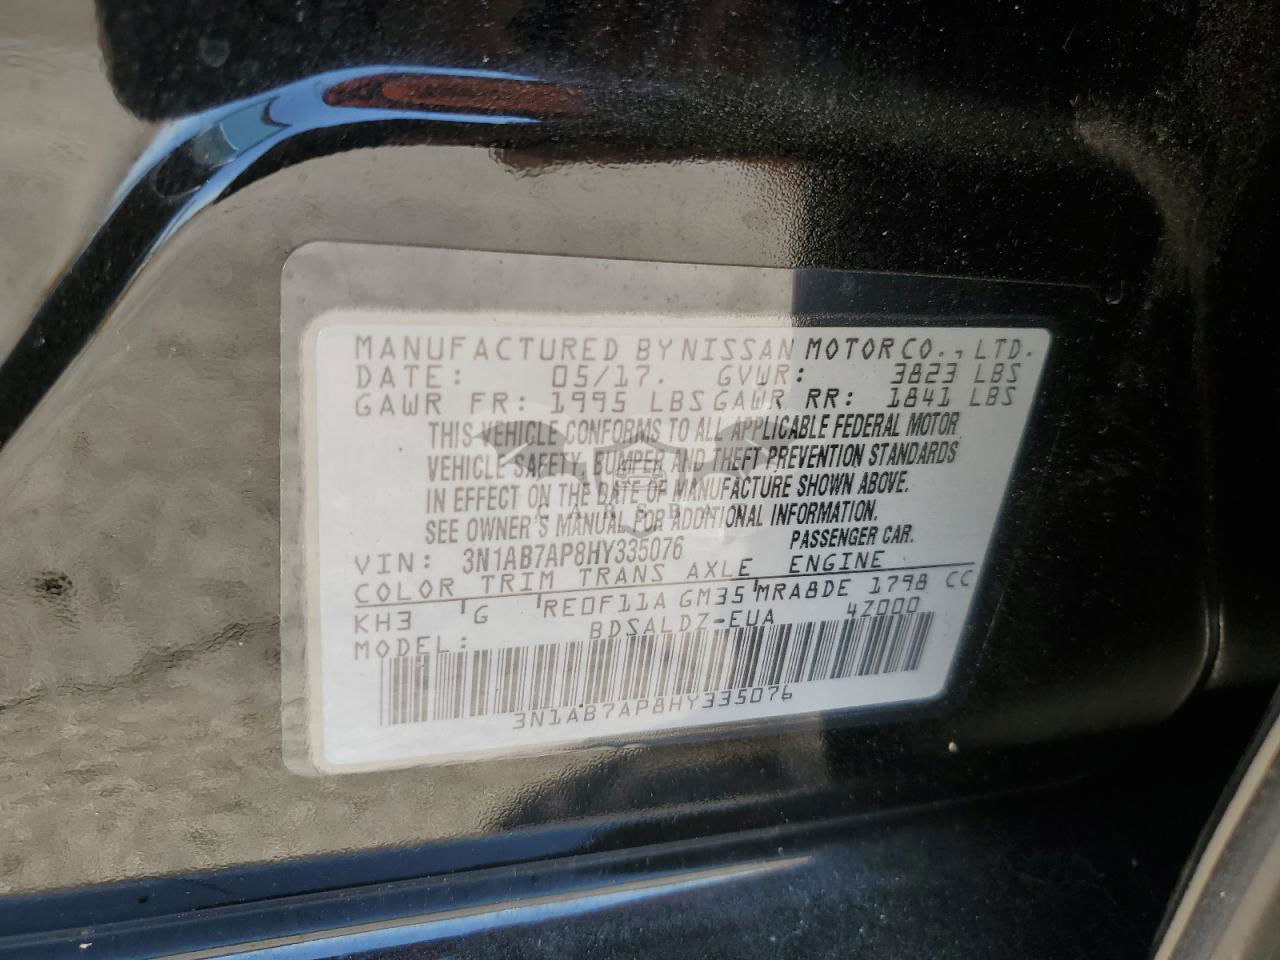 MANUFACTURED BY NISSAN MOTOR CO., LTD.
DATE: 05/17. GVWR: 3823 LBS
GAWR FR: 1995 LBS GAWR RR: 1841 LBS
THIS VEHICLE CONFORMS TO ALL APPLICABLE FEDERAL MOTOR
VEHICLE SAFETY, BUMPER AND THEFT PREVENTION STANDARDS
IN EFFECT ON THE DATE OF MANUFACTURE SHOWN ABOVE.
SEE OWNER'S MANUAL FOR ADDITIONAL INFORMATION.
VIN: 3N1AB7AP8HY335076 PASSENGER CAR.
COLOR TRIM TRANS AXLE ENGINE
KH3 G RE0F11A GM35 MRA8DE 1798 CC
MODEL: BDSALDZ-EUA 4Z000
3N1AB7AP8HY335076